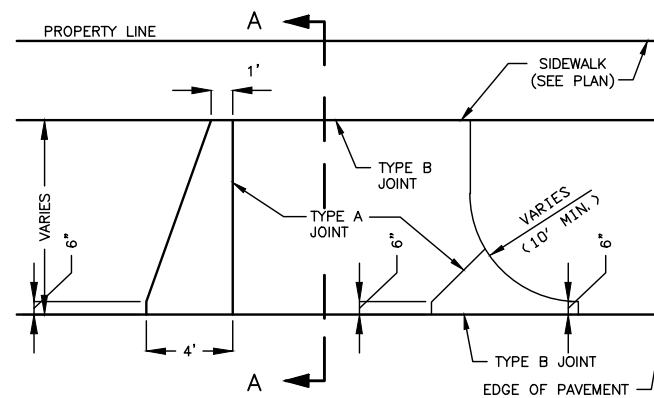 A
PROPERTY LINE
1'
SIDEWALK
(SEE PLAN)
TYPE B
JOINT
VARIES
6"
TYPE A
JOINT
6"
VARIES
(10' MIN.)
6"
4'
A
TYPE B JOINT
EDGE OF PAVEMENT